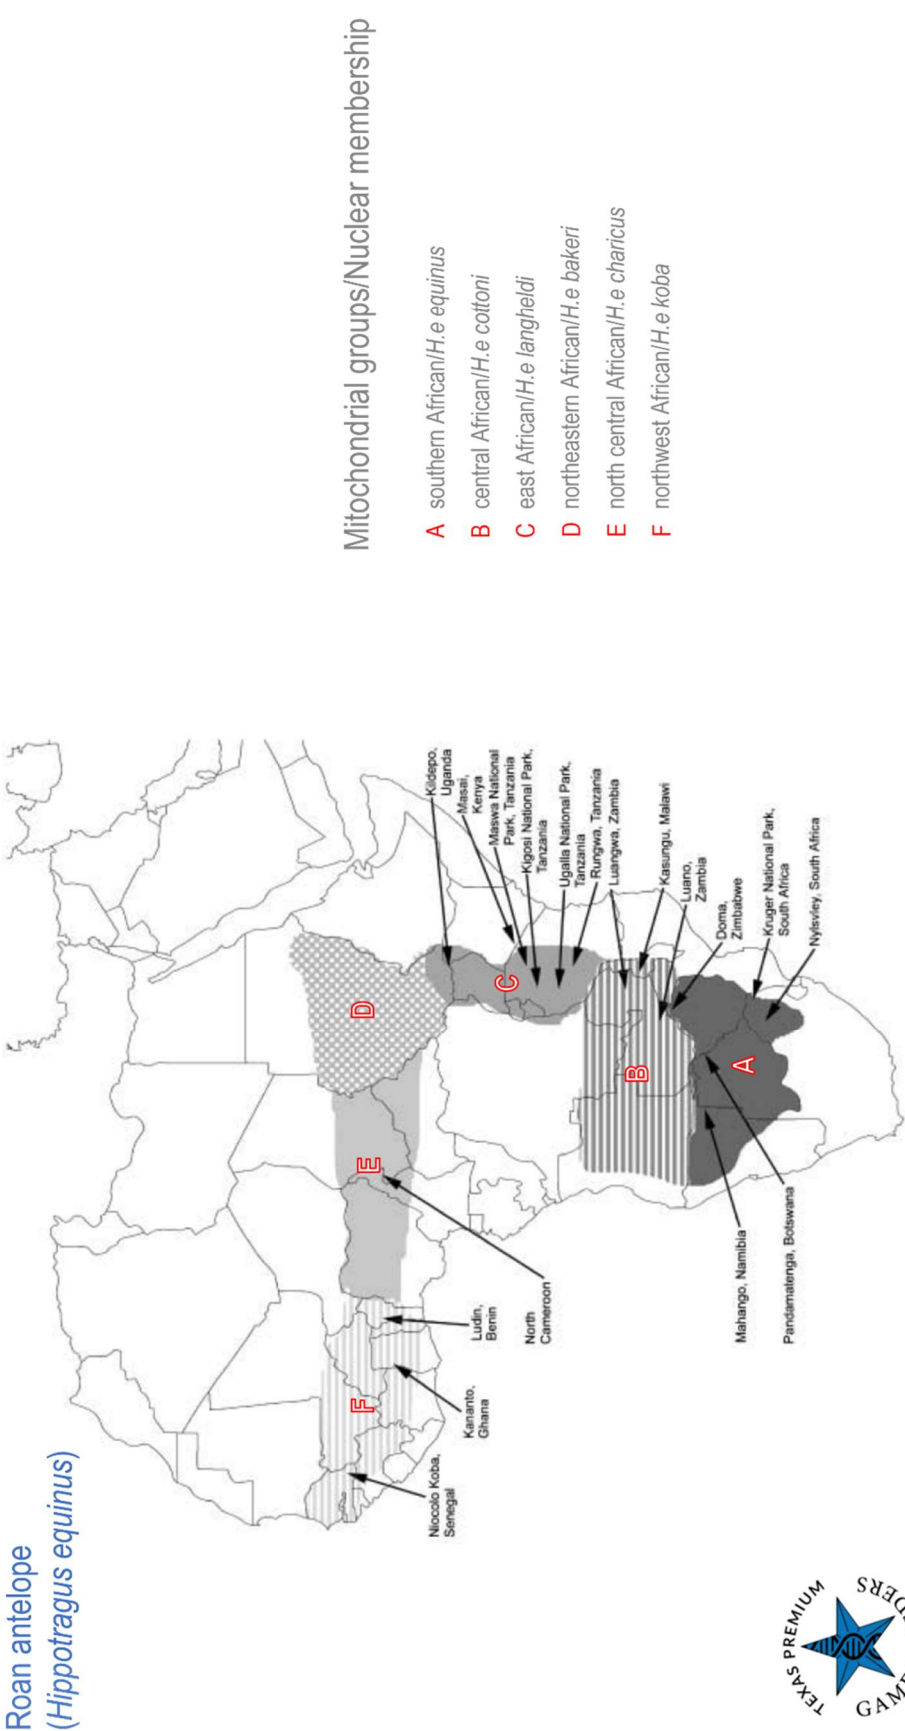 Roan antelope
(Hippotragus equinus)
Mitochondrial groups/Nuclear membership
A southern African/H.e equinus
B central African/H.e cottoni
C east African/H.e langheldi
D northeastern African/H.e bakeri
E north central African/H.e charicus
F northwest African/H.e koba
F
E
D
C
B
A
Niocolo Koba,
Senegal
Kananto,
Ghana
Ludin,
Benin
North
Cameroon
Kildepo,
Uganda
Masai,
Kenya
Maswa National
Park, Tanzania
Kigosi National Park,
Tanzania
Ugalla National Park,
Tanzania
Rungwa, Tanzania
Luangwa, Zambia
Kasungu, Malawi
Luano,
Zambia
Doma,
Zimbabwe
Kruger National Park,
South Africa
Nylsvley, South Africa
Mahango, Namibia
Pandamatenga, Botswana
TEXAS PREMIUM
GAME